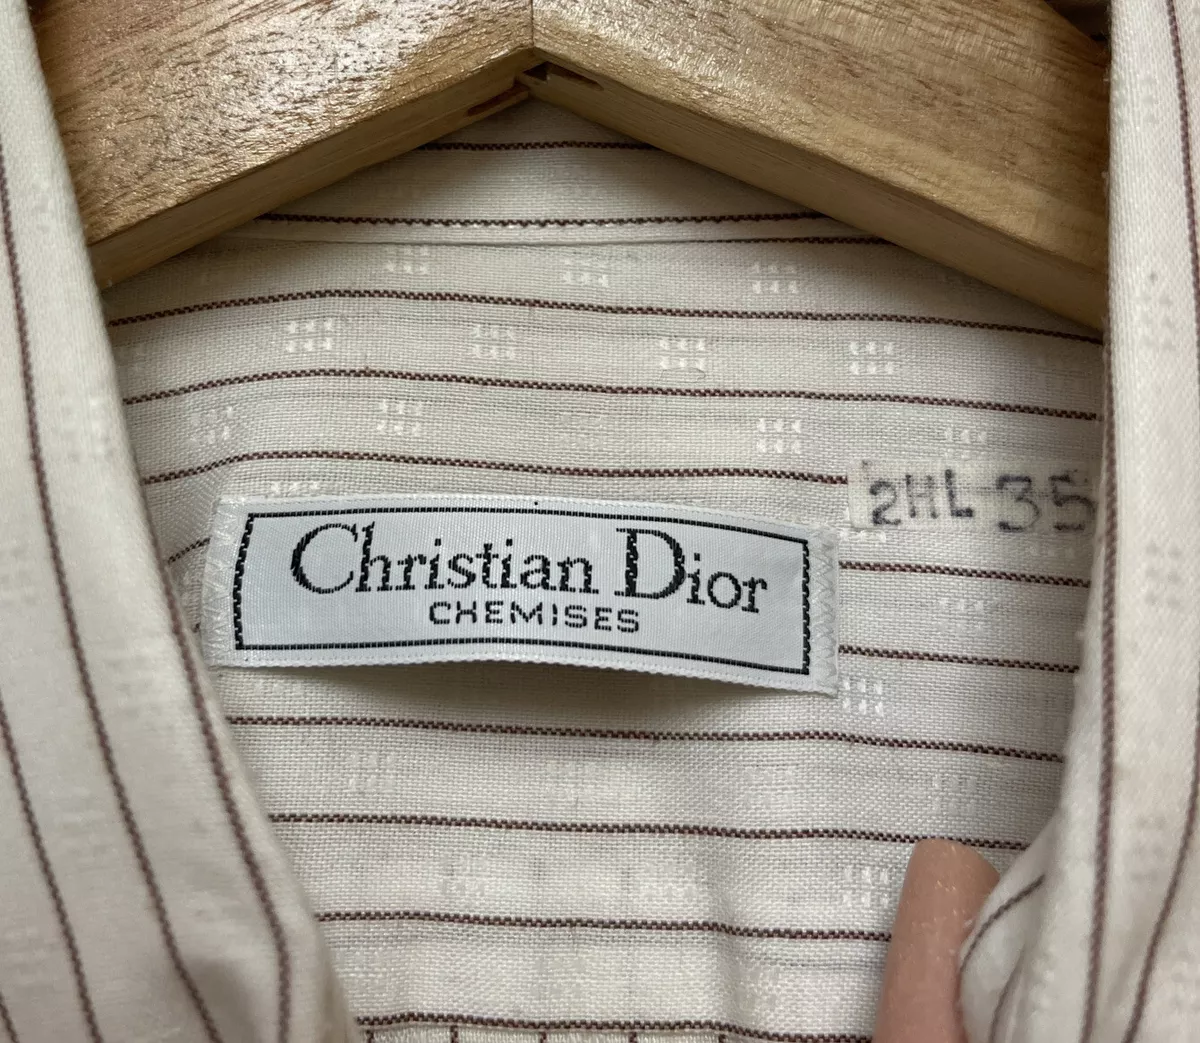 2HL-35
Christian Dior
CHEMISES